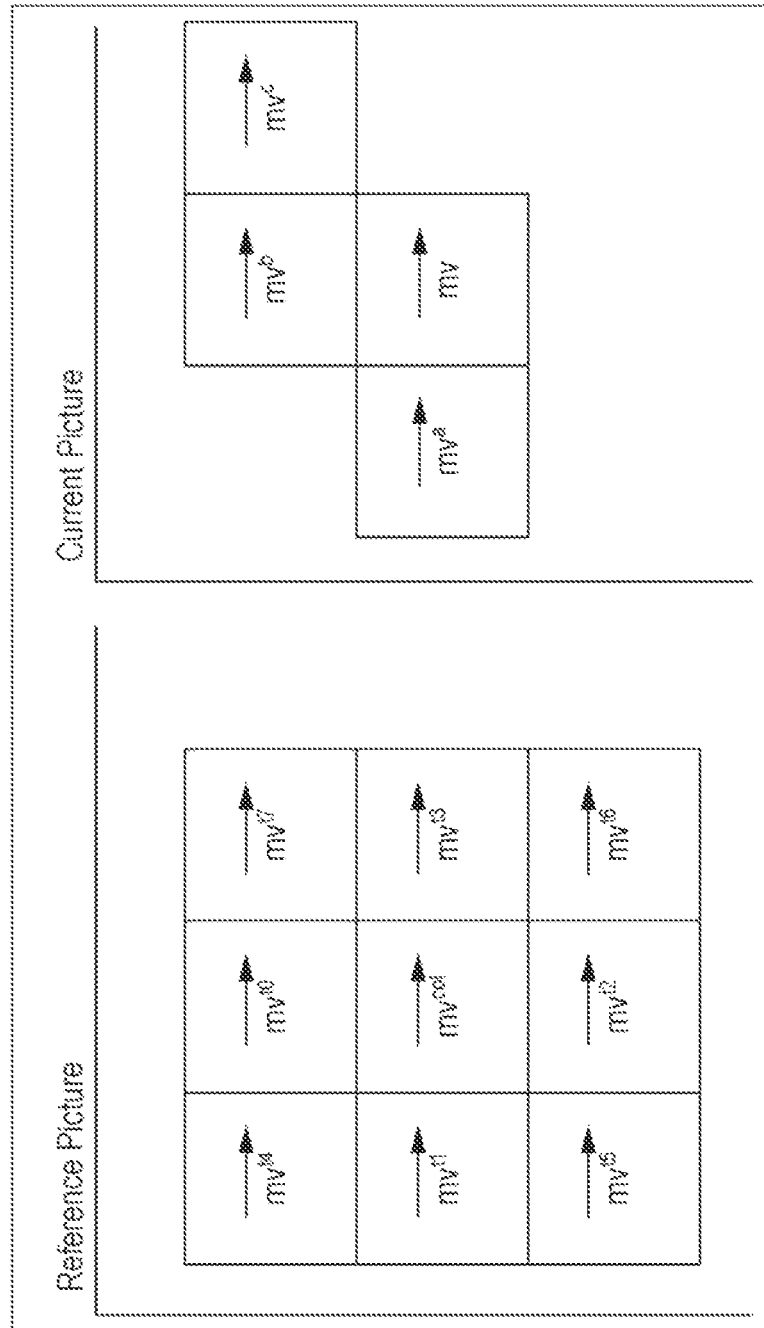 Reference Picture
mv^t4 mv^t0 mv^t7
mv^t1 mv^col mv^t3
mv^t5 mv^t2 mv^t6
Current Picture
mv^b mv^c
mv^a mv